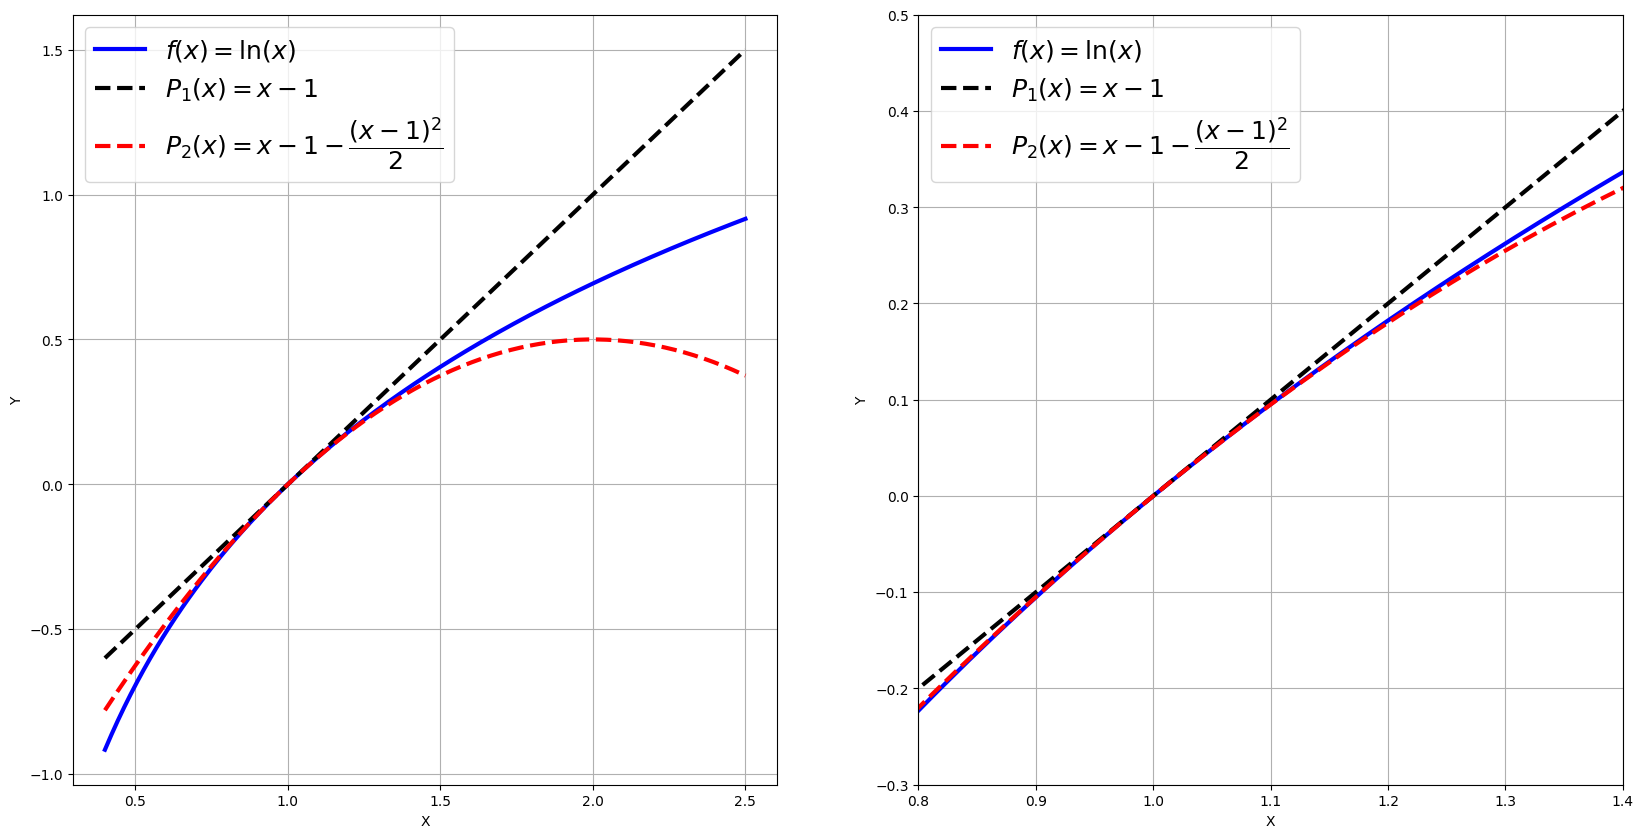 f(x) = ln(x)
P₁(x) = x − 1
P₂(x) = x − 1 − (x − 1)²/2
1.5
1.0
0.5
0.0
−0.5
−1.0
Y
0.5 1.0 1.5 2.0 2.5
X
f(x) = ln(x)
P₁(x) = x − 1
P₂(x) = x − 1 − (x − 1)²/2
0.5
0.4
0.3
0.2
0.1
0.0
−0.1
−0.2
−0.3
Y
0.8 0.9 1.0 1.1 1.2 1.3 1.4
X